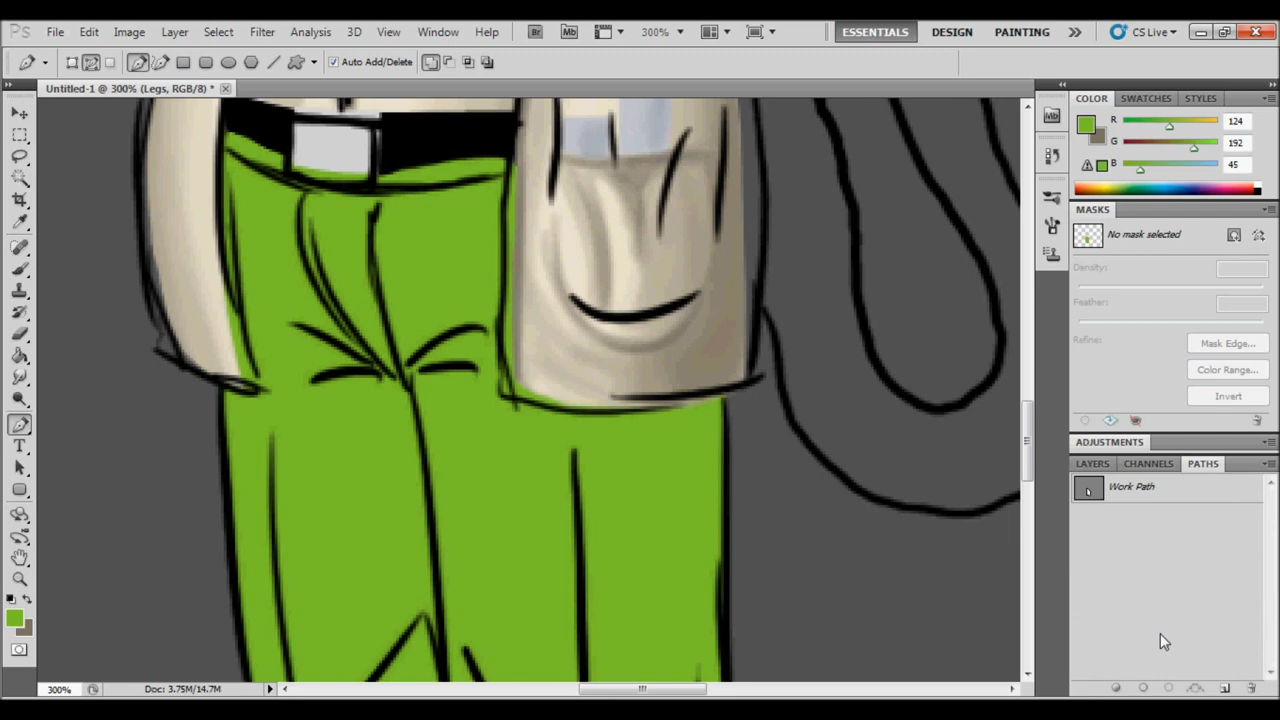 Ps File Edit Image Layer Select Filter Analysis 3D View Window Help Br Mb 300% ESSENTIALS DESIGN PAINTING CS Live
Auto Add/Delete
Untitled-1 @ 300% (Legs, RGB/8) *
Mb
COLOR SWATCHES STYLES
R 124
G 192
B 45
MASKS
No mask selected
Density:
Feather:
Refine: Mask Edge...
Color Range...
Invert
ADJUSTMENTS
LAYERS CHANNELS PATHS
Work Path
T
300% Doc: 3.75M/14.7M